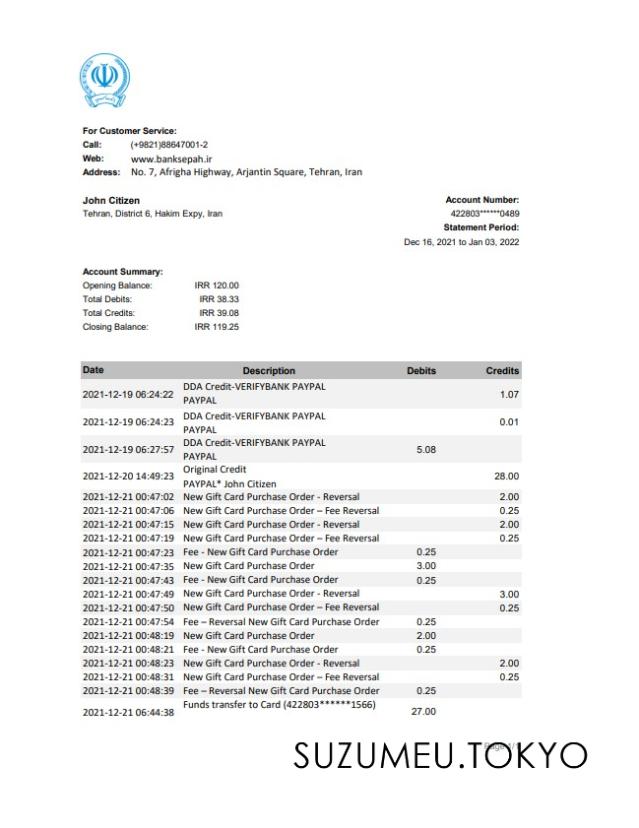 For Customer Service:
Call: (+9821)88647001-2
Web: www.banksepah.ir
Address: No. 7, Afrigha Highway, Arjantin Square, Tehran, Iran
John Citizen
Tehran, District 6, Hakim Expy, Iran
Account Number:
422803******0489
Statement Period:
Dec 16, 2021 to Jan 03, 2022
Account Summary:
Opening Balance: IRR 120.00
Total Debits: IRR 38.33
Total Credits: IRR 39.08
Closing Balance: IRR 119.25
Date Description Debits Credits
2021-12-19 06:24:22 DDA Credit-VERIFYBANK PAYPAL 1.07
PAYPAL
2021-12-19 06:24:23 DDA Credit-VERIFYBANK PAYPAL 0.01
PAYPAL
2021-12-19 06:27:57 DDA Credit-VERIFYBANK PAYPAL 5.08
PAYPAL
2021-12-20 14:49:23 Original Credit 28.00
PAYPAL* John Citizen
2021-12-21 00:47:02 New Gift Card Purchase Order - Reversal 2.00
2021-12-21 00:47:06 New Gift Card Purchase Order – Fee Reversal 0.25
2021-12-21 00:47:15 New Gift Card Purchase Order - Reversal 2.00
2021-12-21 00:47:19 New Gift Card Purchase Order – Fee Reversal 0.25
2021-12-21 00:47:23 Fee - New Gift Card Purchase Order 0.25
2021-12-21 00:47:35 New Gift Card Purchase Order 3.00
2021-12-21 00:47:43 Fee - New Gift Card Purchase Order 0.25
2021-12-21 00:47:49 New Gift Card Purchase Order - Reversal 3.00
2021-12-21 00:47:50 New Gift Card Purchase Order – Fee Reversal 0.25
2021-12-21 00:47:54 Fee – Reversal New Gift Card Purchase Order 0.25
2021-12-21 00:48:19 New Gift Card Purchase Order 2.00
2021-12-21 00:48:21 Fee - New Gift Card Purchase Order 0.25
2021-12-21 00:48:23 New Gift Card Purchase Order - Reversal 2.00
2021-12-21 00:48:31 New Gift Card Purchase Order – Fee Reversal 0.25
2021-12-21 00:48:39 Fee – Reversal New Gift Card Purchase Order 0.25
2021-12-21 06:44:38 Funds transfer to Card (422803******1566) 27.00
SUZUMEU.TOKYO